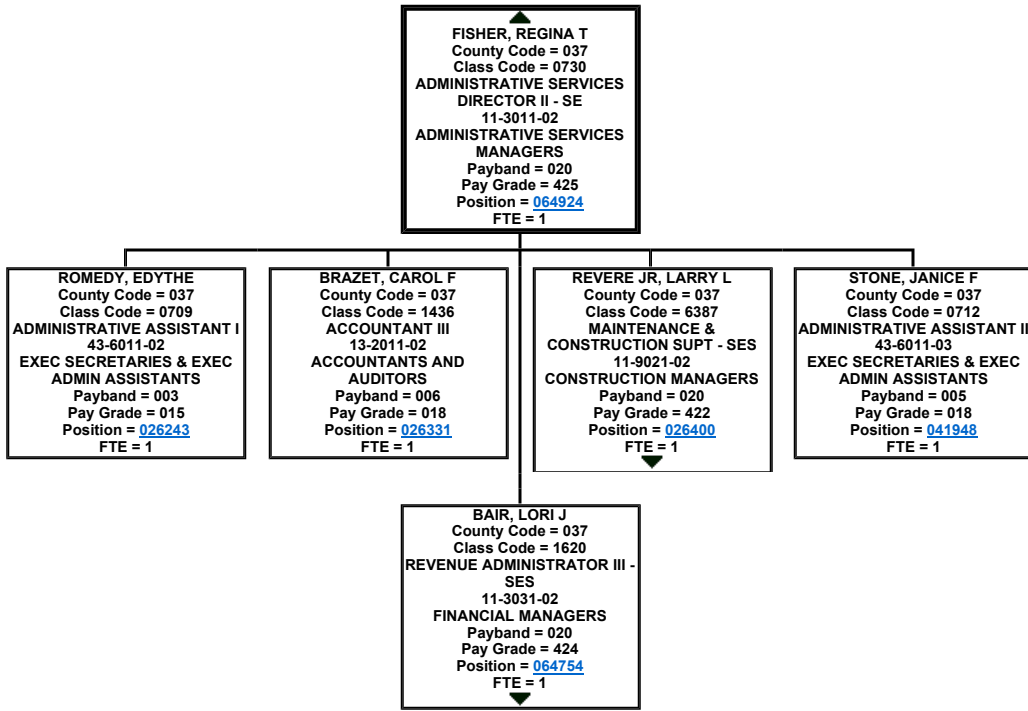 FISHER, REGINA T
County Code = 037
Class Code = 0730
ADMINISTRATIVE SERVICES
DIRECTOR II - SE
11-3011-02
ADMINISTRATIVE SERVICES
MANAGERS
Payband = 020
Pay Grade = 425
Position = 064924
FTE = 1
ROMEDY, EDYTHE
County Code = 037
Class Code = 0709
ADMINISTRATIVE ASSISTANT I
43-6011-02
EXEC SECRETARIES & EXEC
ADMIN ASSISTANTS
Payband = 003
Pay Grade = 015
Position = 026243
FTE = 1
BRAZET, CAROL F
County Code = 037
Class Code = 1436
ACCOUNTANT III
13-2011-02
ACCOUNTANTS AND
AUDITORS
Payband = 006
Pay Grade = 018
Position = 026331
FTE = 1
REVERE JR, LARRY L
County Code = 037
Class Code = 6387
MAINTENANCE &
CONSTRUCTION SUPT - SES
11-9021-02
CONSTRUCTION MANAGERS
Payband = 020
Pay Grade = 422
Position = 026400
FTE = 1
STONE, JANICE F
County Code = 037
Class Code = 0712
ADMINISTRATIVE ASSISTANT II
43-6011-03
EXEC SECRETARIES & EXEC
ADMIN ASSISTANTS
Payband = 005
Pay Grade = 018
Position = 041948
FTE = 1
BAIR, LORI J
County Code = 037
Class Code = 1620
REVENUE ADMINISTRATOR III -
SES
11-3031-02
FINANCIAL MANAGERS
Payband = 020
Pay Grade = 424
Position = 064754
FTE = 1